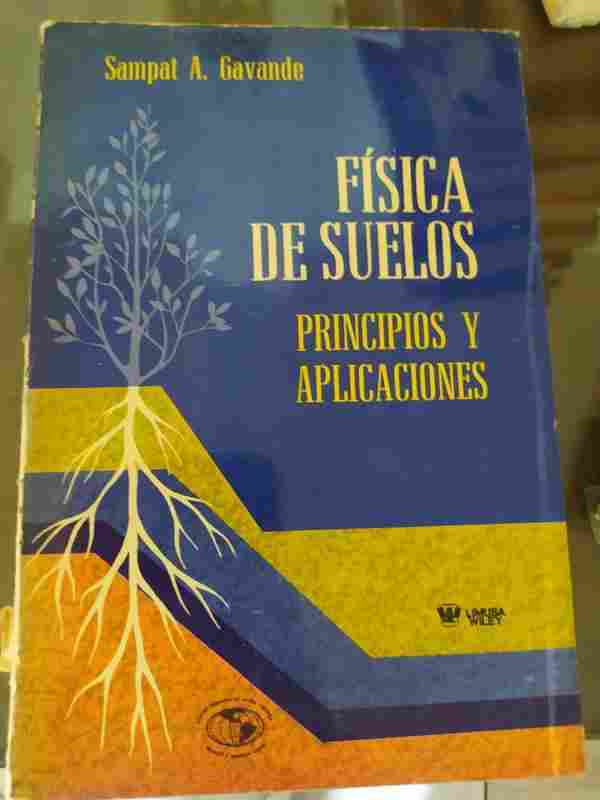 Sampat A. Gavande
FÍSICA
DE SUELOS
PRINCIPIOS Y
APLICACIONES
LIMUSA
WILEY